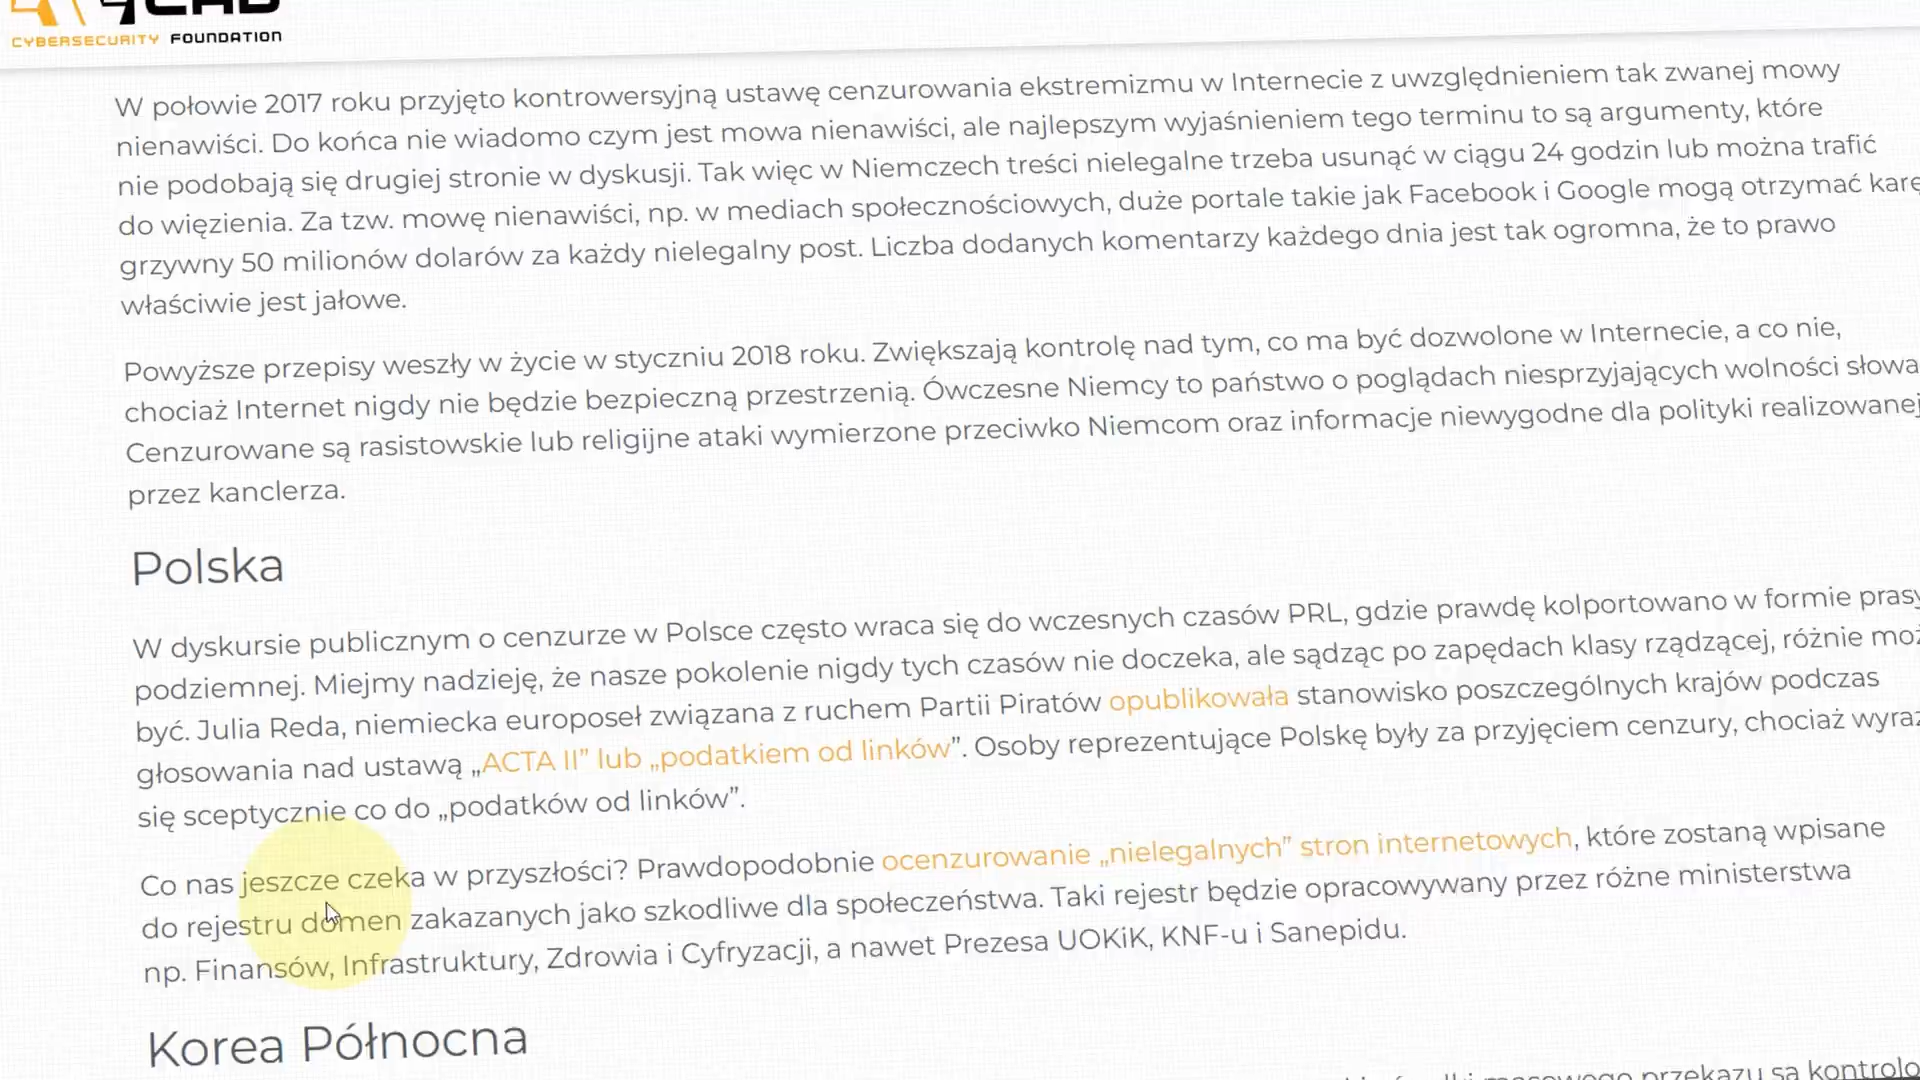 CYBERSECURITY FOUNDATION
W połowie 2017 roku przyjęto kontrowersyjną ustawę cenzurowania ekstremizmu w Internecie z uwzględnieniem tak zwanej mowy
nienawiści. Do końca nie wiadomo czym jest mowa nienawiści, ale najlepszym wyjaśnieniem tego terminu to są argumenty, które
nie podobają się drugiej stronie w dyskusji. Tak więc w Niemczech treści nielegalne trzeba usunąć w ciągu 24 godzin lub można trafić
do więzienia. Za tzw. mowę nienawiści, np. w mediach społecznościowych, duże portale takie jak Facebook i Google mogą otrzymać karę
grzywny 50 milionów dolarów za każdy nielegalny post. Liczba dodanych komentarzy każdego dnia jest tak ogromna, że to prawo
właściwie jest jałowe.
Powyższe przepisy weszły w życie w styczniu 2018 roku. Zwiększają kontrolę nad tym, co ma być dozwolone w Internecie, a co nie,
chociaż Internet nigdy nie będzie bezpieczną przestrzenią. Ówczesne Niemcy to państwo o poglądach niesprzyjających wolności słowa
Cenzurowane są rasistowskie lub religijne ataki wymierzone przeciwko Niemcom oraz informacje niewygodne dla polityki realizowanej
przez kanclerza.
Polska
W dyskursie publicznym o cenzurze w Polsce często wraca się do wczesnych czasów PRL, gdzie prawdę kolportowano w formie prasy
podziemnej. Miejmy nadzieję, że nasze pokolenie nigdy tych czasów nie doczeka, ale sądząc po zapędach klasy rządzącej, różnie moż
być. Julia Reda, niemiecka europoseł związana z ruchem Partii Piratów opublikowała stanowisko poszczególnych krajów podczas
głosowania nad ustawą „ACTA II” lub „podatkiem od linków”. Osoby reprezentujące Polskę były za przyjęciem cenzury, chociaż wyraz
się sceptycznie co do „podatków od linków”.
Co nas jeszcze czeka w przyszłości? Prawdopodobnie ocenzurowanie „nielegalnych” stron internetowych, które zostaną wpisane
do rejestru domen zakazanych jako szkodliwe dla społeczeństwa. Taki rejestr będzie opracowywany przez różne ministerstwa
np. Finansów, Infrastruktury, Zdrowia i Cyfryzacji, a nawet Prezesa UOKiK, KNF-u i Sanepidu.
Korea Północna
masowego przekazu są kontrolo